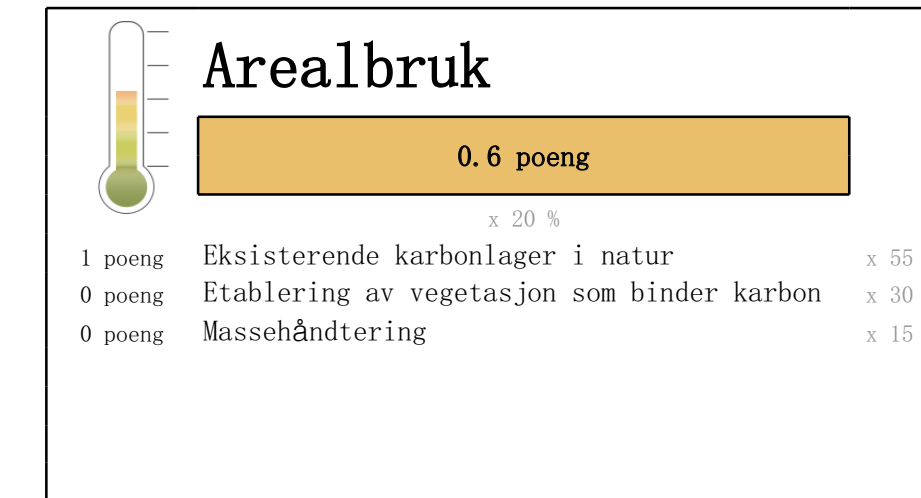 Arealbruk
0.6 poeng
x 20 %
1 poeng Eksisterende karbonlager i natur x 55
0 poeng Etablering av vegetasjon som binder karbon x 30
0 poeng Massehåndtering x 15